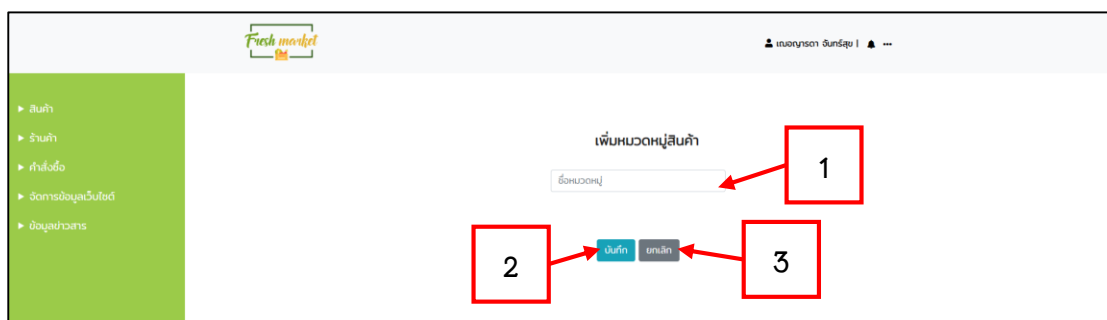 Fresh market
เฌอญารดา จันทร์สุข | ...
► สินค้า
► ร้านค้า
► คำสั่งซื้อ
► จัดการข้อมูลเว็บไซต์
► ข้อมูลข่าวสาร
เพิ่มหมวดหมู่สินค้า
1
ชื่อหมวดหมู่
2
บันทึก
ยกเลิก
3